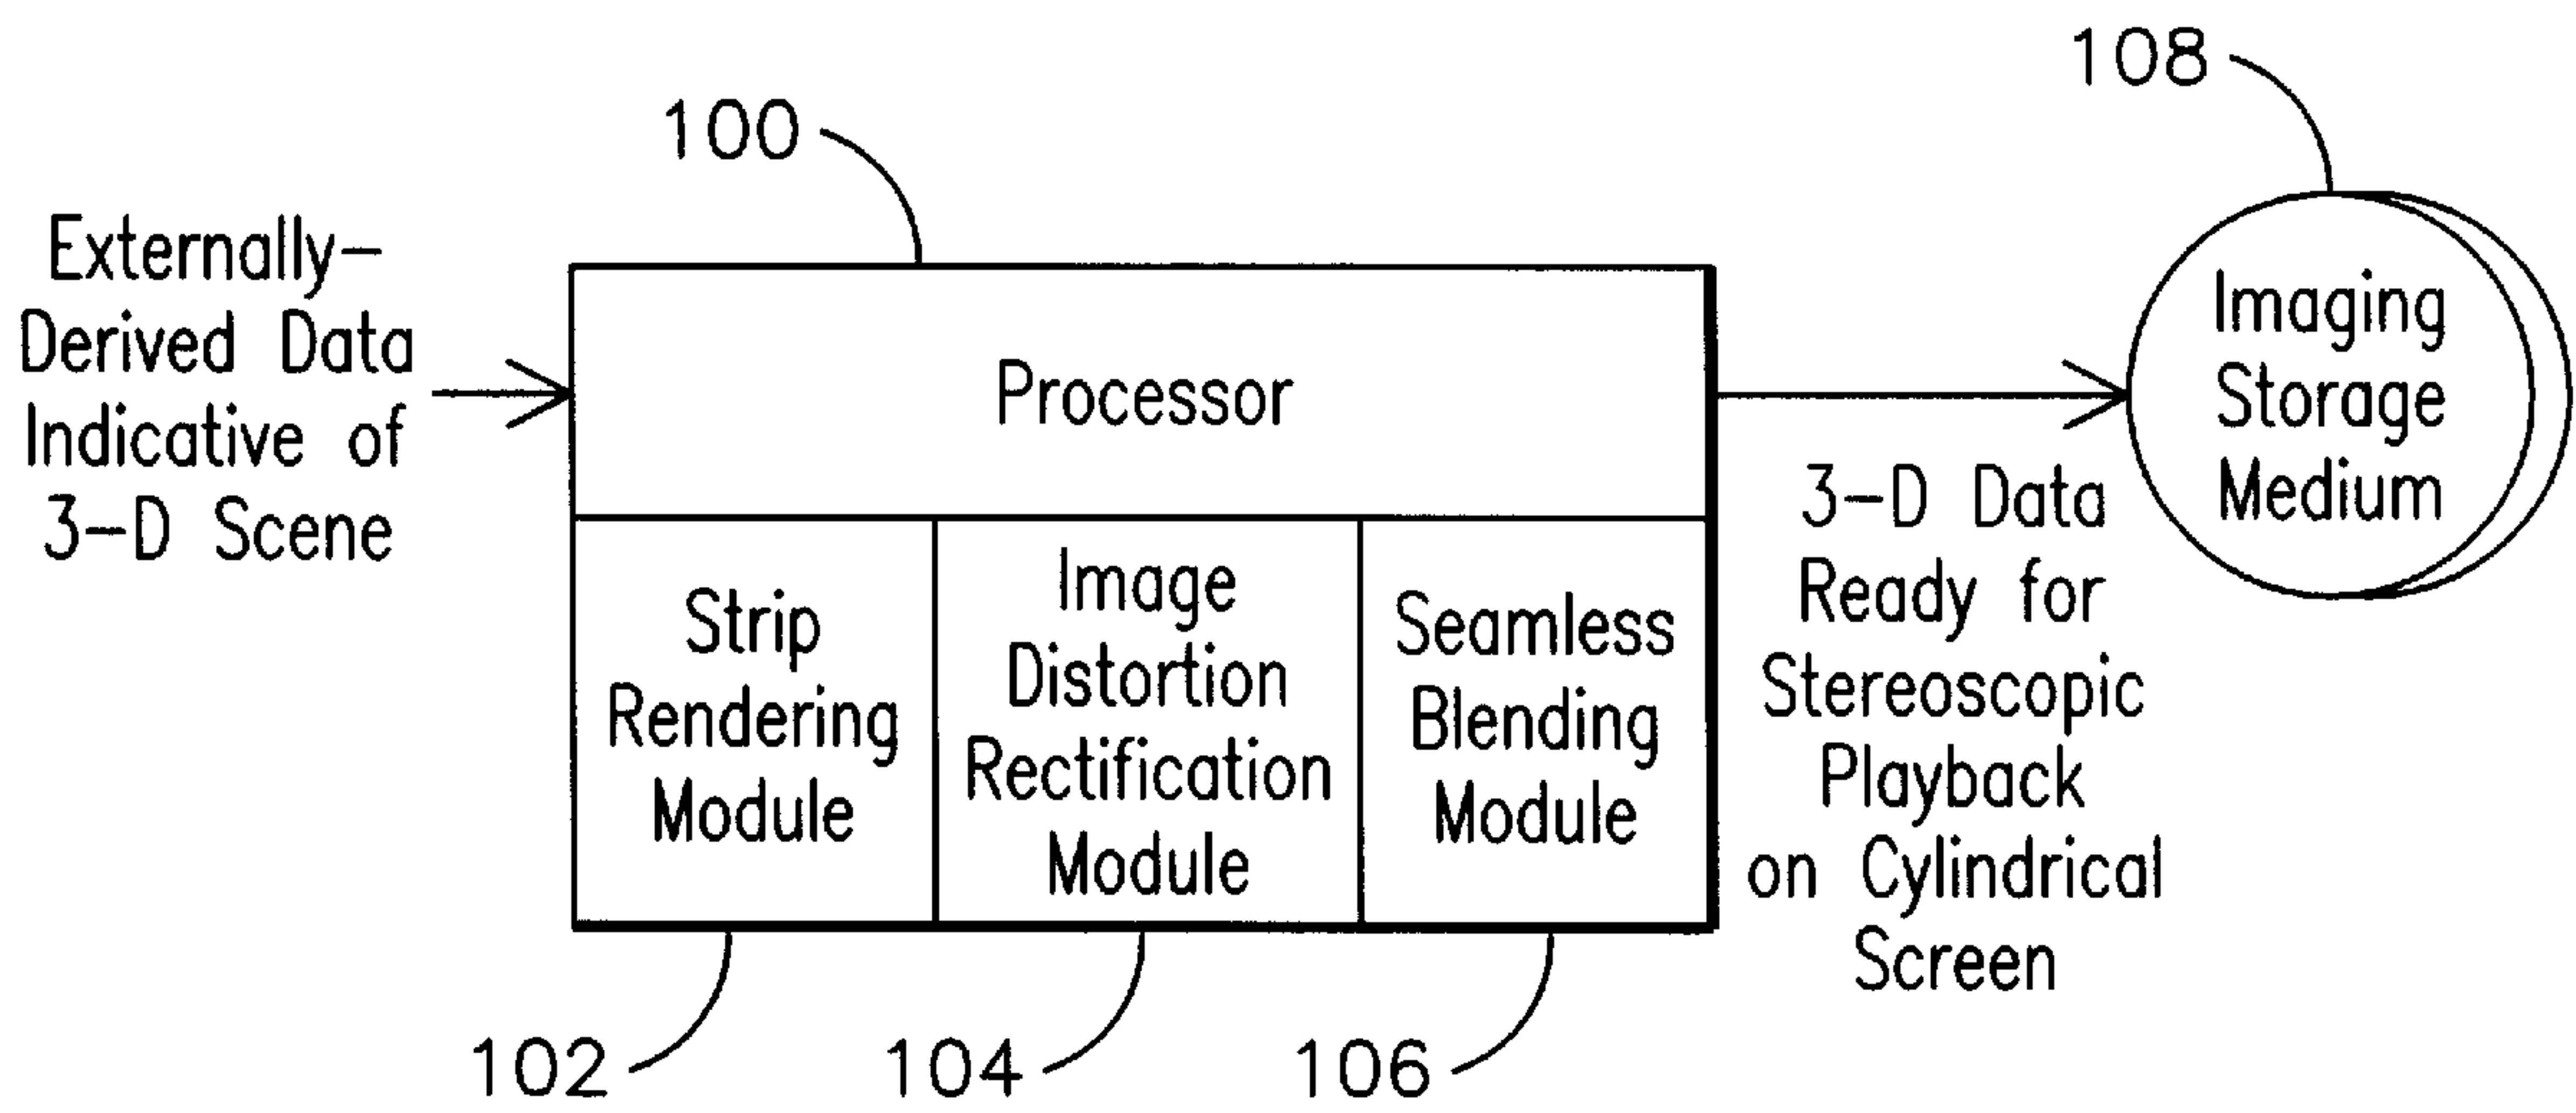 108
100
Externally-
Derived Data
Indicative of
3-D Scene
Processor
Imaging
Storage
Medium
Strip
Rendering
Module
Image
Distortion
Rectification
Module
Seamless
Blending
Module
3-D Data
Ready for
Stereoscopic
Playback
on Cylindrical
Screen
102
104
106